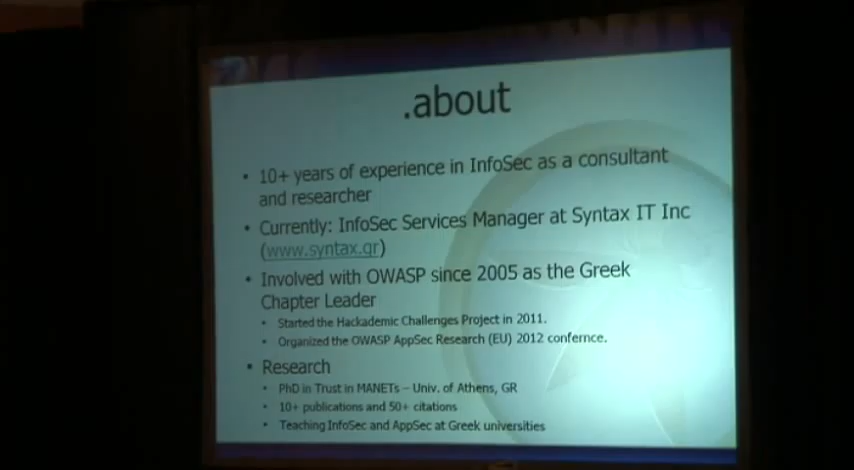 .about
• 10+ years of experience in InfoSec as a consultant
and researcher
• Currently: InfoSec Services Manager at Syntax IT Inc
(www.syntax.gr)
• Involved with OWASP since 2005 as the Greek
Chapter Leader
• Started the Hackademic Challenges Project in 2011.
• Organized the OWASP AppSec Research (EU) 2012 confernce.
• Research
• PhD in Trust in MANETs – Univ. of Athens, GR
• 10+ publications and 50+ citations
• Teaching InfoSec and AppSec at Greek universities